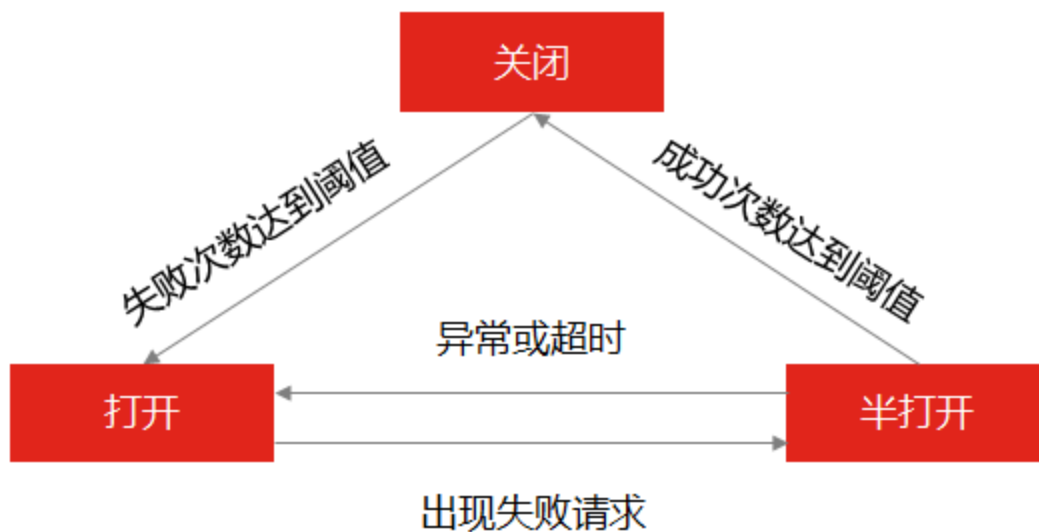 关闭
失败次数达到阈值
成功次数达到阈值
异常或超时
打开
半打开
出现失败请求